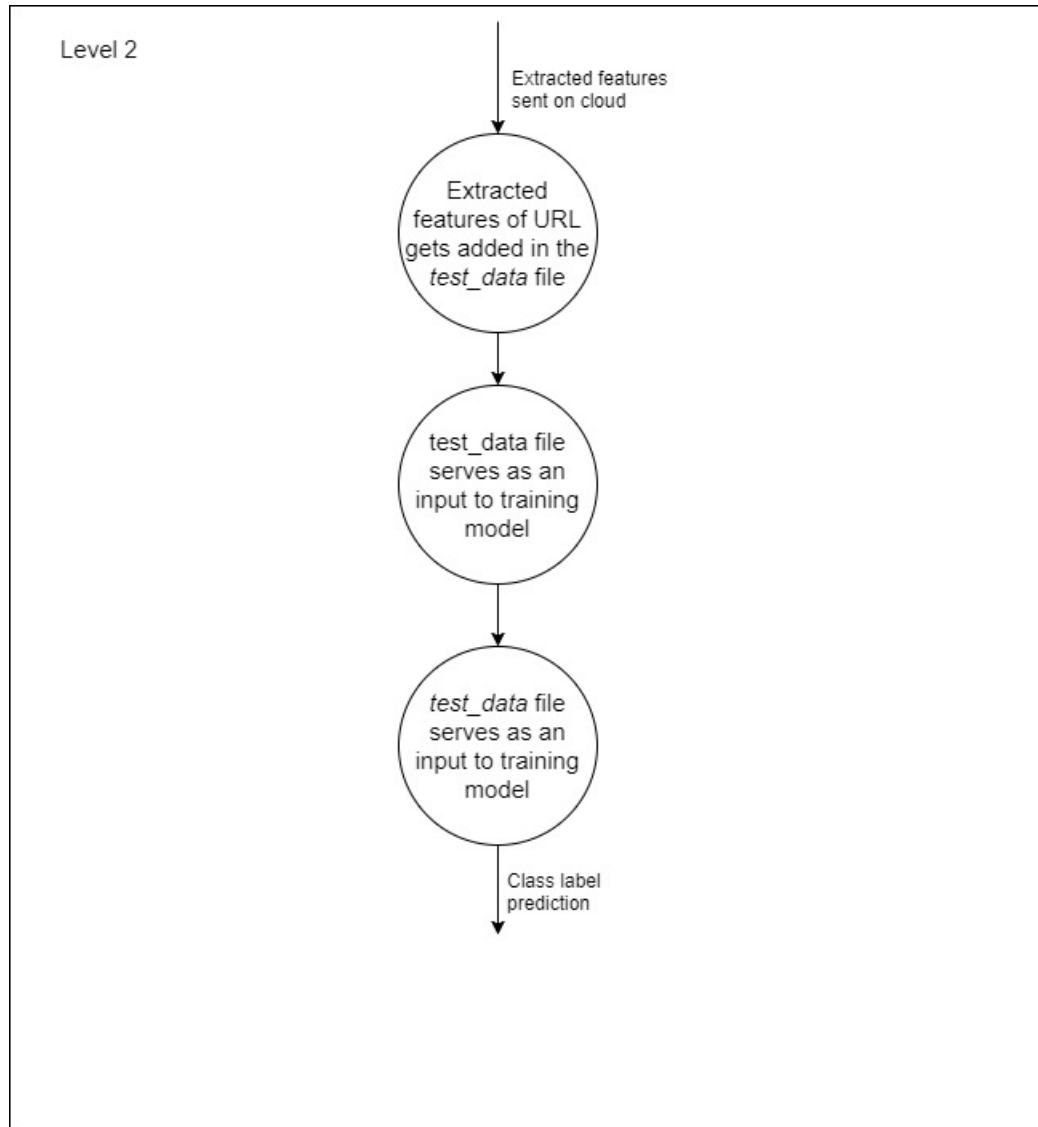 Level 2
Extracted features
sent on cloud
Extracted
features of URL
gets added in the
test_data file
test_data file
serves as an
input to training
model
test_data file
serves as an
input to training
model
Class label
prediction